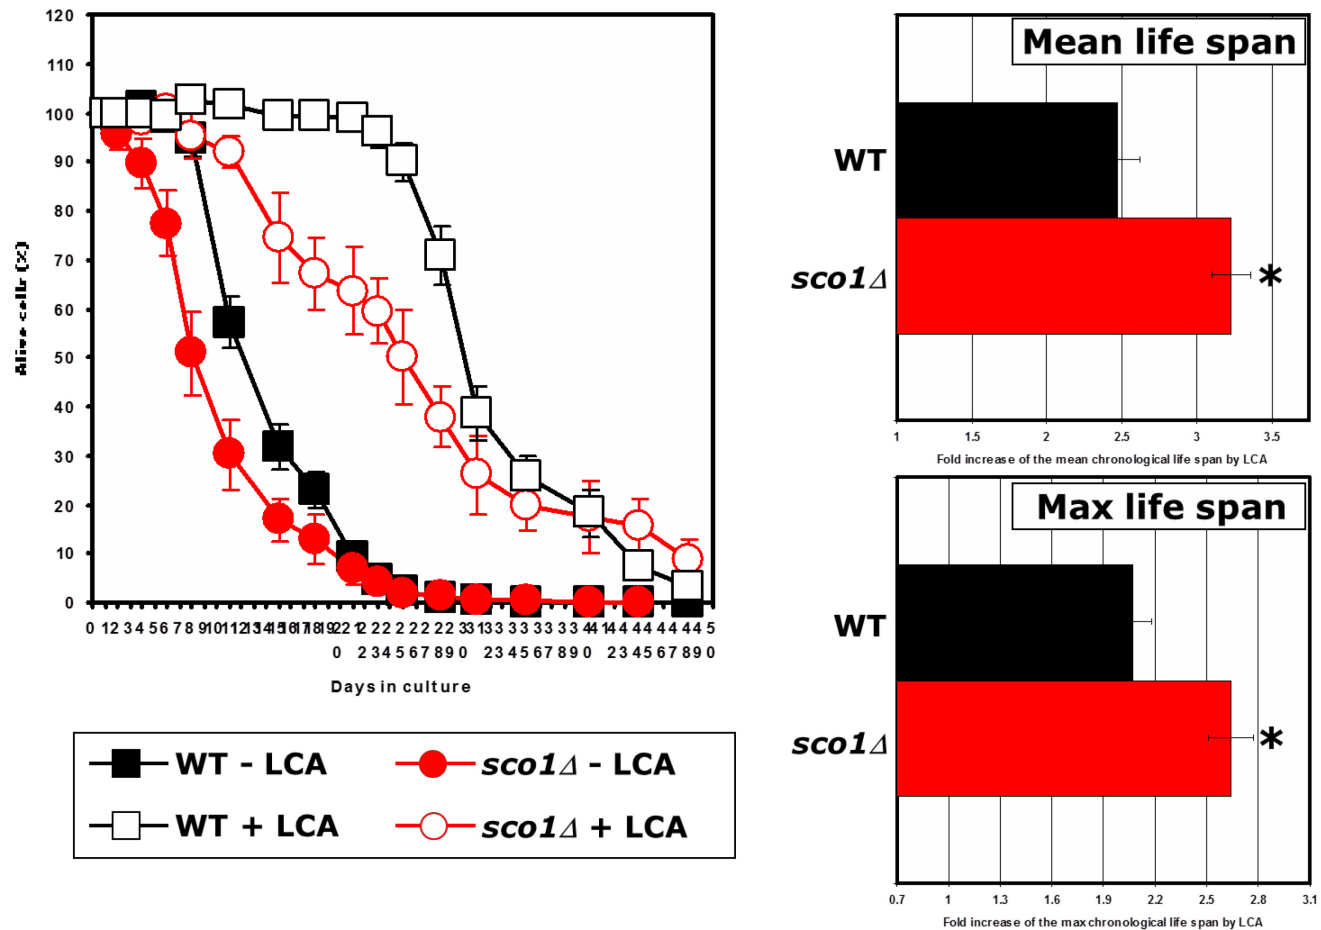 120
110
100
90
80
70
60
50
40
30
20
10
0
Alive cells (%)
Days in culture
WT - LCA
sco1Δ - LCA
WT + LCA
sco1Δ + LCA
Mean life span
WT
sco1Δ
*
1 1.5 2 2.5 3 3.5
Fold increase of the mean chronological life span by LCA
Max life span
WT
sco1Δ
*
0.7 1 1.3 1.6 1.9 2.2 2.5 2.8 3.1
Fold increase of the max chronological life span by LCA